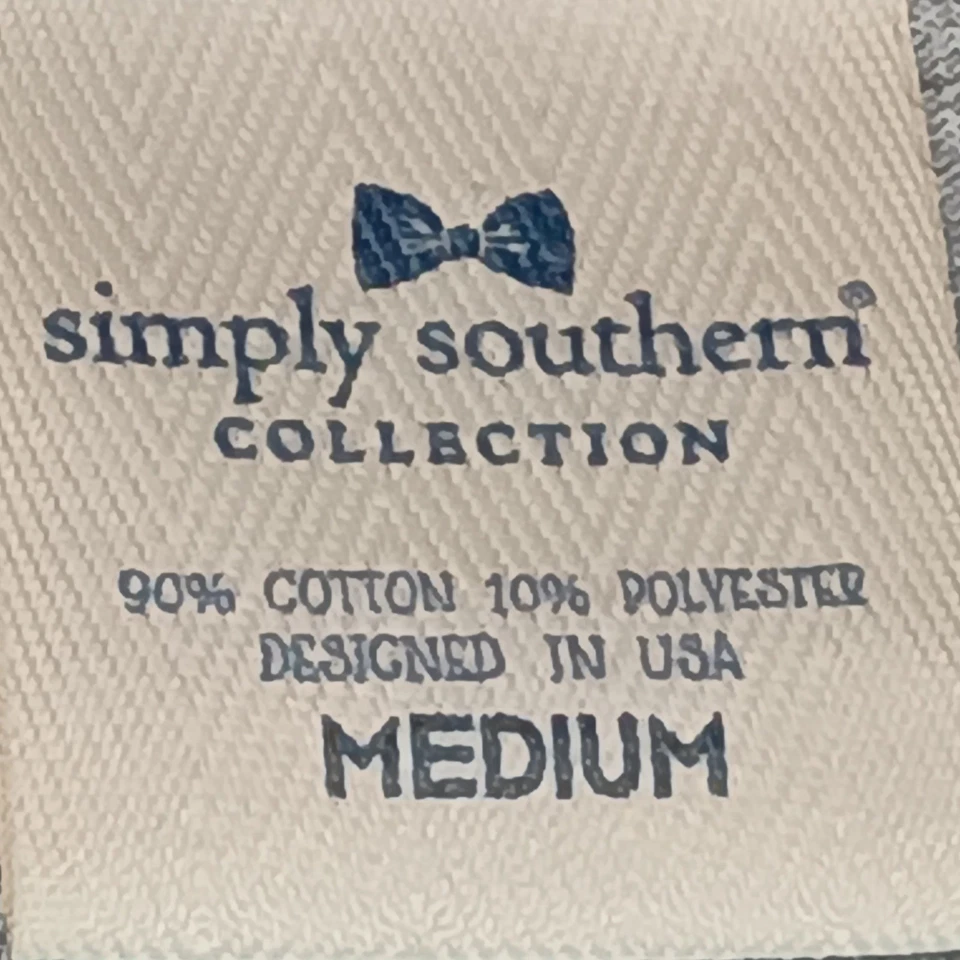 simply southern®
COLLECTION
90% COTTON 10% POLYESTER
DESIGNED IN USA
MEDIUM